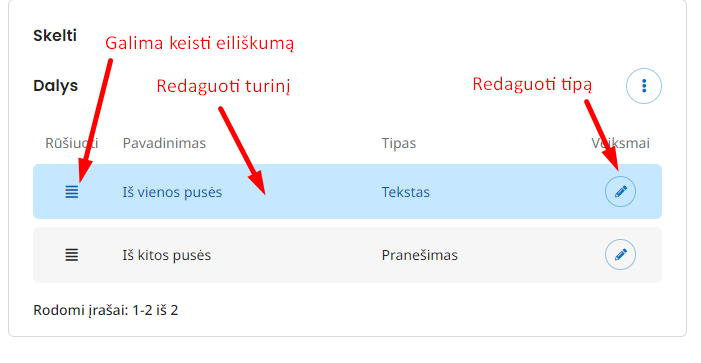 Skelti
Galima keisti eiliškumą
Dalys
Redaguoti turinį
Redaguoti tipą
Rūšiuoti Pavadinimas Tipas Veiksmai
Iš vienos pusės Tekstas
Iš kitos pusės Pranešimas
Rodomi įrašai: 1-2 iš 2